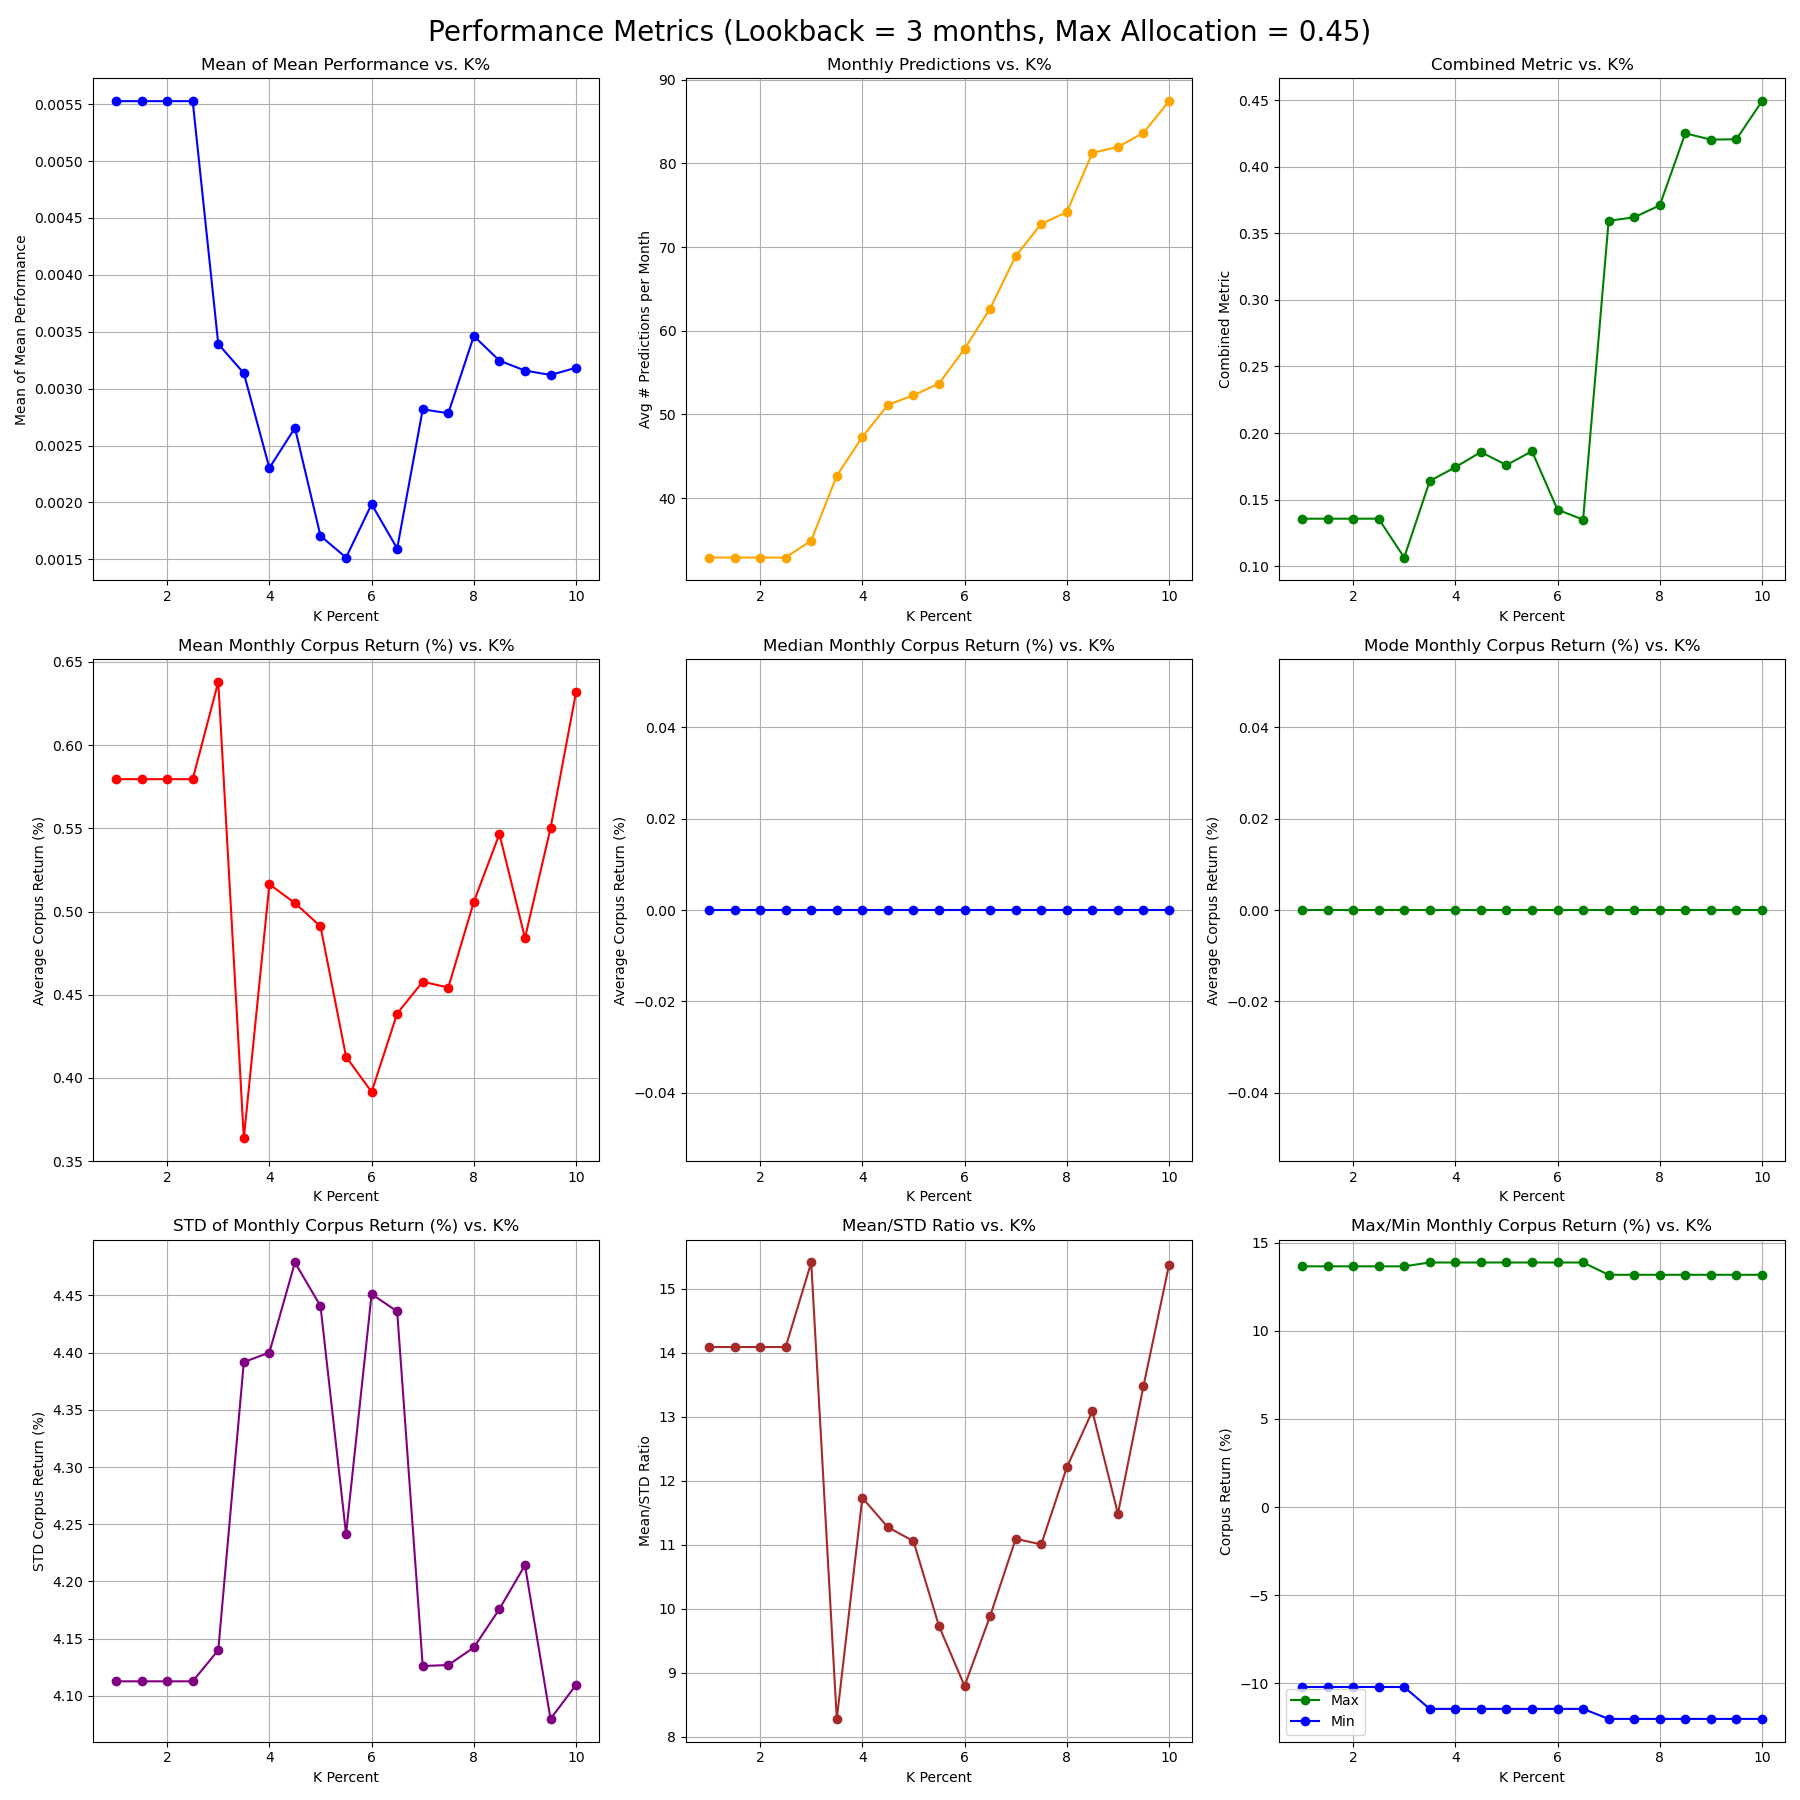 Performance Metrics (Lookback = 3 months, Max Allocation = 0.45)
Mean of Mean Performance vs. K%
Mean of Mean Performance
0.0055
0.0050
0.0045
0.0040
0.0035
0.0030
0.0025
0.0020
0.0015
2 4 6 8 10
K Percent
Monthly Predictions vs. K%
Avg # Predictions per Month
90
80
70
60
50
40
2 4 6 8 10
K Percent
Combined Metric vs. K%
Combined Metric
0.45
0.40
0.35
0.30
0.25
0.20
0.15
0.10
2 4 6 8 10
K Percent
Mean Monthly Corpus Return (%) vs. K%
Average Corpus Return (%)
0.65
0.60
0.55
0.50
0.45
0.40
0.35
2 4 6 8 10
K Percent
Median Monthly Corpus Return (%) vs. K%
Average Corpus Return (%)
0.04
0.02
0.00
−0.02
−0.04
2 4 6 8 10
K Percent
Mode Monthly Corpus Return (%) vs. K%
Average Corpus Return (%)
0.04
0.02
0.00
−0.02
−0.04
2 4 6 8 10
K Percent
STD of Monthly Corpus Return (%) vs. K%
STD Corpus Return (%)
4.45
4.40
4.35
4.30
4.25
4.20
4.15
4.10
2 4 6 8 10
K Percent
Mean/STD Ratio vs. K%
Mean/STD Ratio
15
14
13
12
11
10
9
8
2 4 6 8 10
K Percent
Max/Min Monthly Corpus Return (%) vs. K%
Corpus Return (%)
15
10
5
0
−5
−10
Max
Min
2 4 6 8 10
K Percent